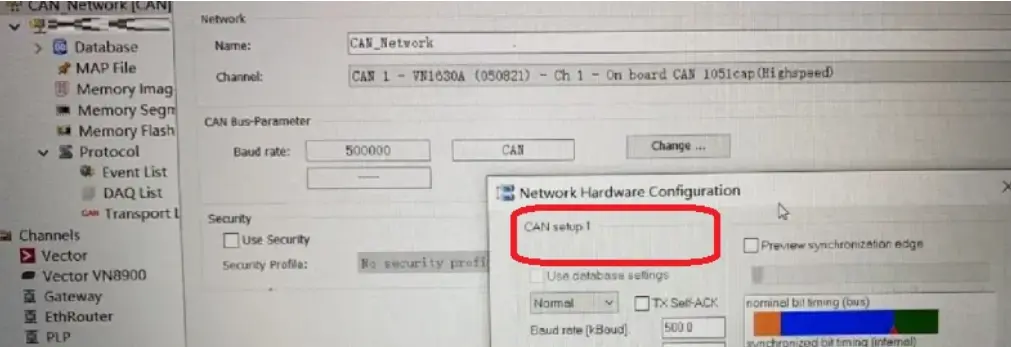 CAN_Network [CAN]
Database
MAP File
Memory Imag
Memory Segm
Memory Flash
Protocol
Event List
DAQ List
CAN Transport L
Channels
Vector
Vector VN8900
Gateway
EthRouter
PLP
Network
Name:
CAN_Network
Channel:
CAN 1 - VN1630A (050821) - Ch 1 - On board CAN 1051cap(Highspeed)
CAN Bus-Parameter
Baud rate:
500000
CAN
Change ...
Security
Use Security
Security Profile:
No security profi
Network Hardware Configuration
CAN setup 1
Use database settings
Normal
TX Self-ACK
Baud rate [kBaud]
500.0
Preview synchronization edge
nominal bit timing (bus)
synchronized bit timing (internal)